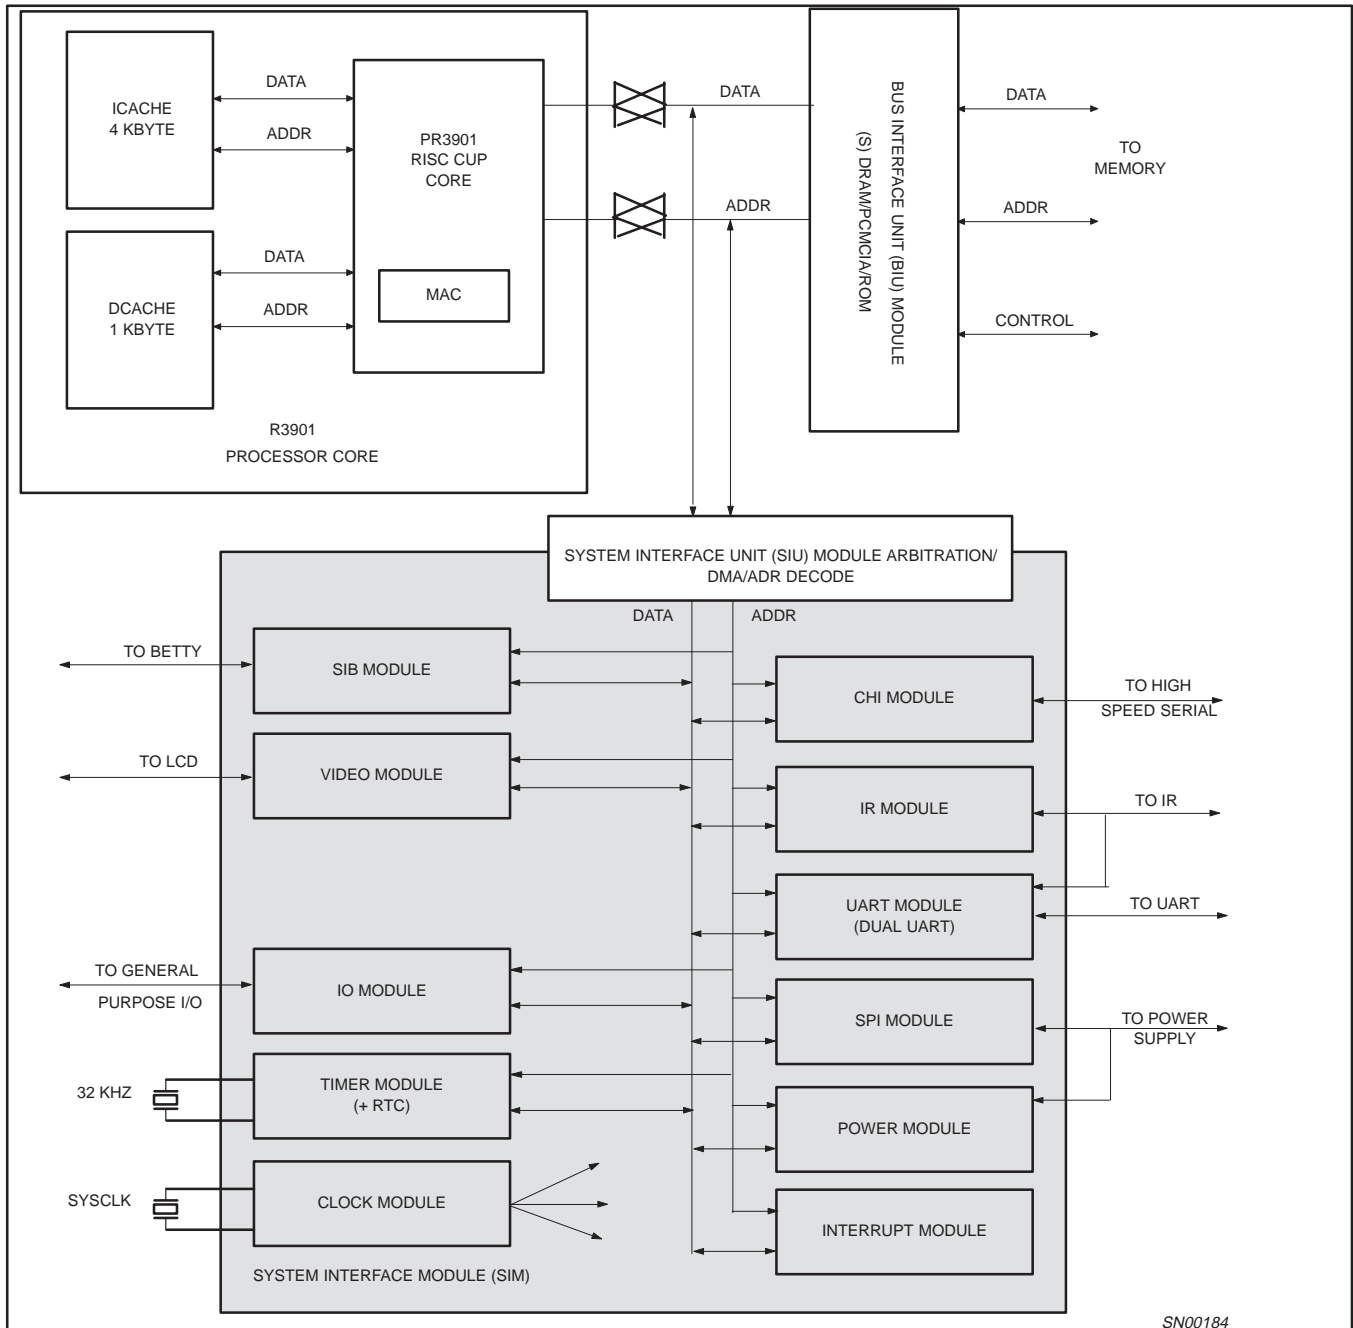 ICACHE
4 KBYTE
DATA
ADDR
PR3901
RISC CUP
CORE
MAC
DCACHE
1 KBYTE
DATA
ADDR
R3901
PROCESSOR CORE
DATA
ADDR
BUS INTERFACE UNIT (BIU) MODULE
(S) DRAM/PCMCIA/ROM
DATA
TO
MEMORY
ADDR
CONTROL
SYSTEM INTERFACE UNIT (SIU) MODULE ARBITRATION/
DMA/ADR DECODE
DATA
ADDR
TO BETTY
SIB MODULE
TO LCD
VIDEO MODULE
TO GENERAL
PURPOSE I/O
IO MODULE
32 KHZ
TIMER MODULE
(+ RTC)
SYSCLK
CLOCK MODULE
CHI MODULE
TO HIGH
SPEED SERIAL
IR MODULE
TO IR
UART MODULE
(DUAL UART)
TO UART
SPI MODULE
TO POWER
SUPPLY
POWER MODULE
INTERRUPT MODULE
SYSTEM INTERFACE MODULE (SIM)
SN00184